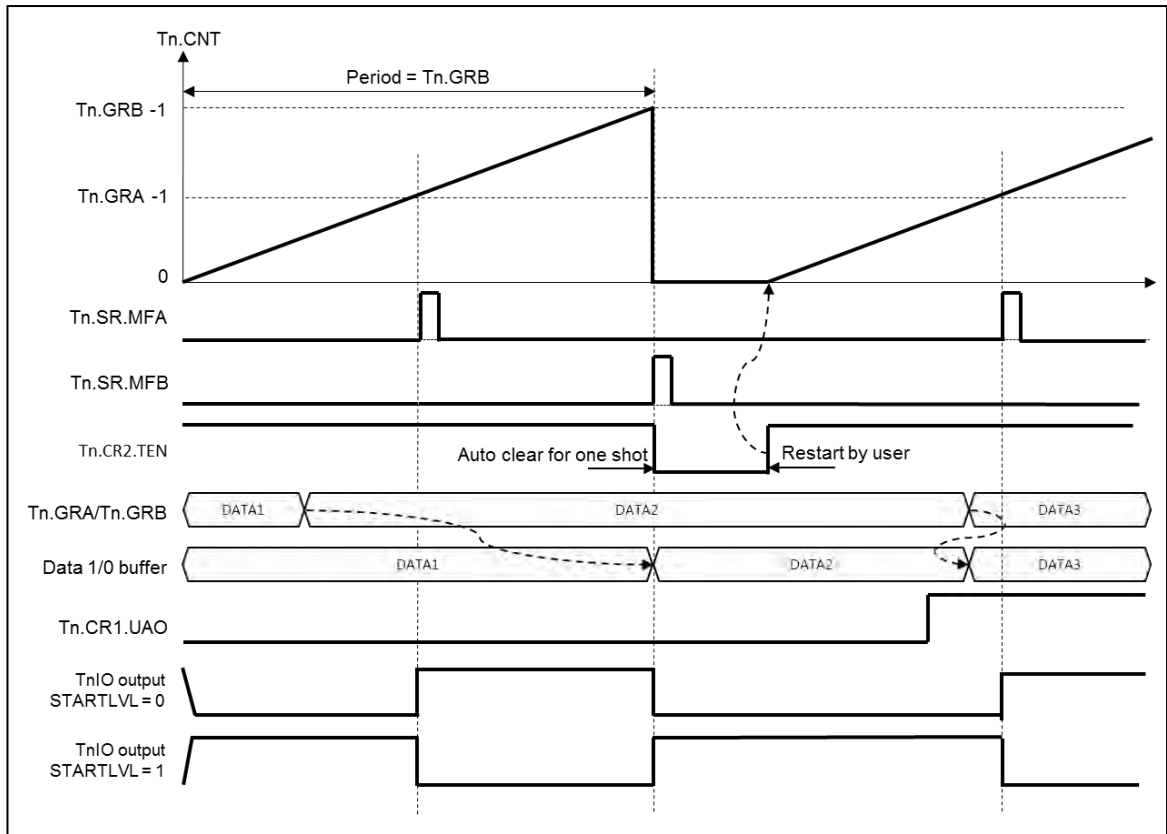 Tn.CNT
Period = Tn.GRB
Tn.GRB -1
Tn.GRA -1
0
Tn.SR.MFA
Tn.SR.MFB
Tn.CR2.TEN
Auto clear for one shot
Restart by user
Tn.GRA/Tn.GRB
DATA1
DATA2
DATA3
Data 1/0 buffer
DATA1
DATA2
DATA3
Tn.CR1.UAO
TnIO output
STARTLVL = 0
TnIO output
STARTLVL = 1